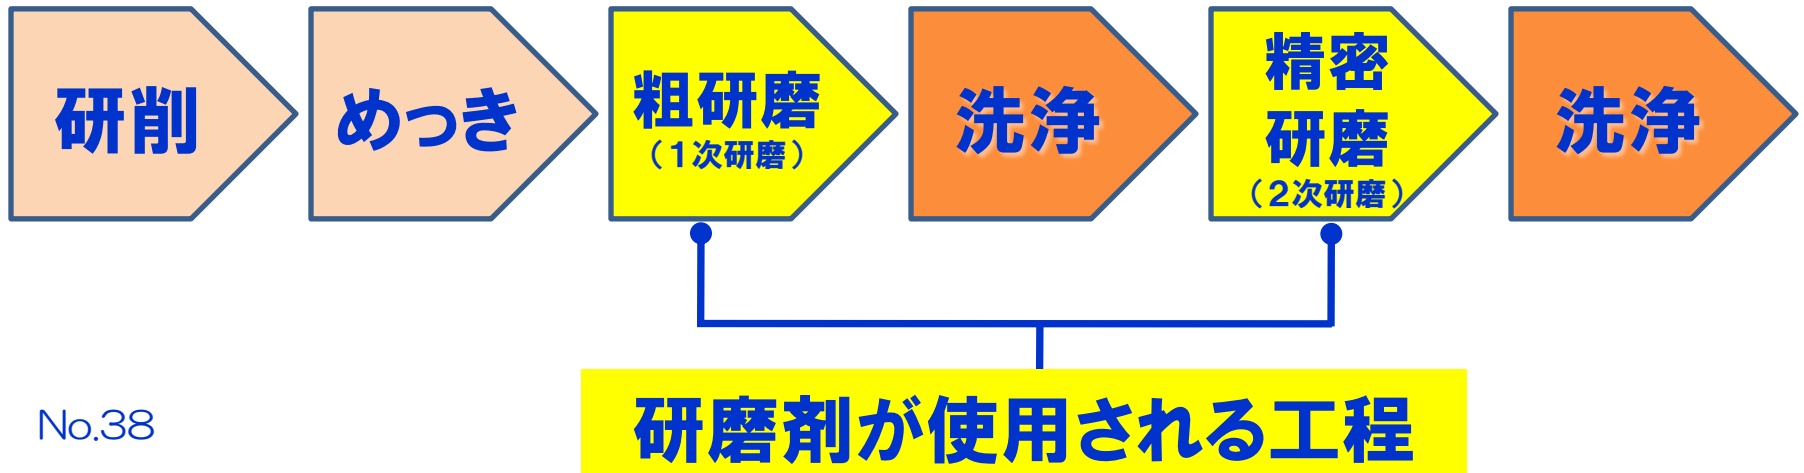 研削
めっき
粗研磨
（1次研磨）
洗浄
精密
研磨
（2次研磨）
洗浄
研磨剤が使用される工程
No.38